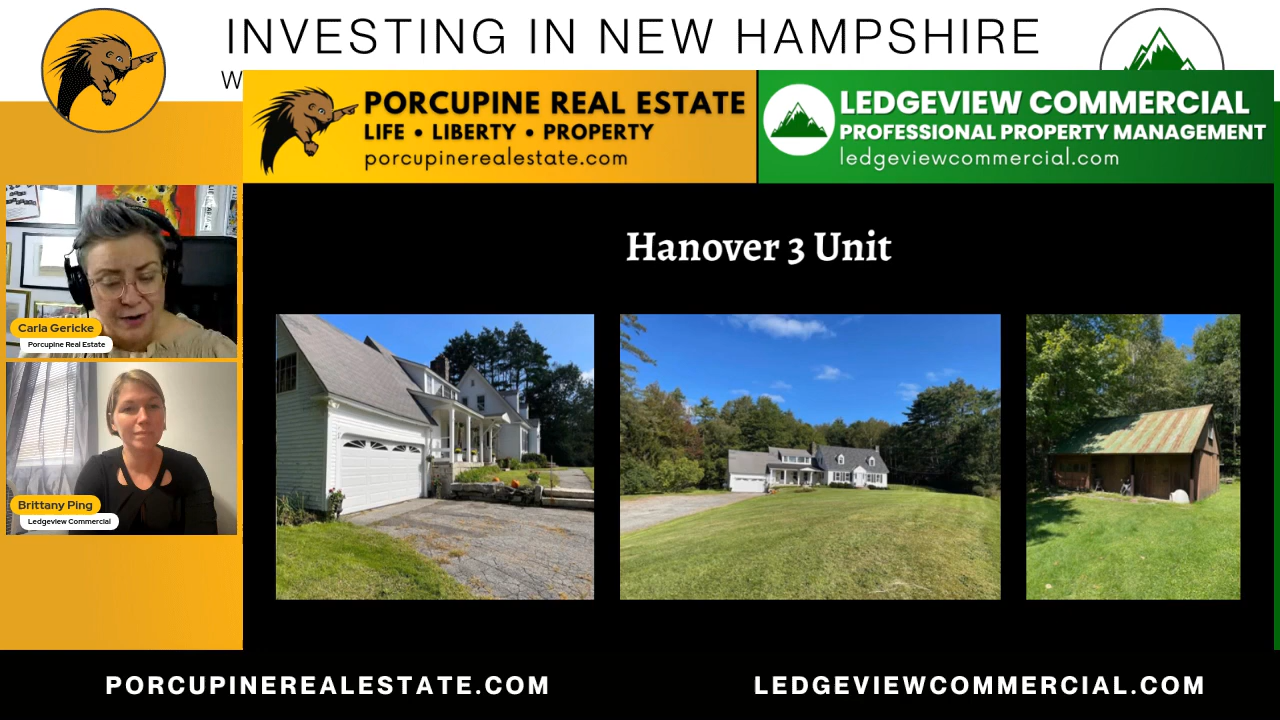 INVESTING IN NEW HAMPSHIRE
W
PORCUPINE REAL ESTATE
LIFE • LIBERTY • PROPERTY
porcupinerealestate.com
LEDGEVIEW COMMERCIAL
PROFESSIONAL PROPERTY MANAGEMENT
ledgeviewcommercial.com
Hanover 3 Unit
Carla Gericke
Porcupine Real Estate
Brittany Ping
Ledgeview Commercial
PORCUPINEREALESTATE.COM
LEDGEVIEWCOMMERCIAL.COM